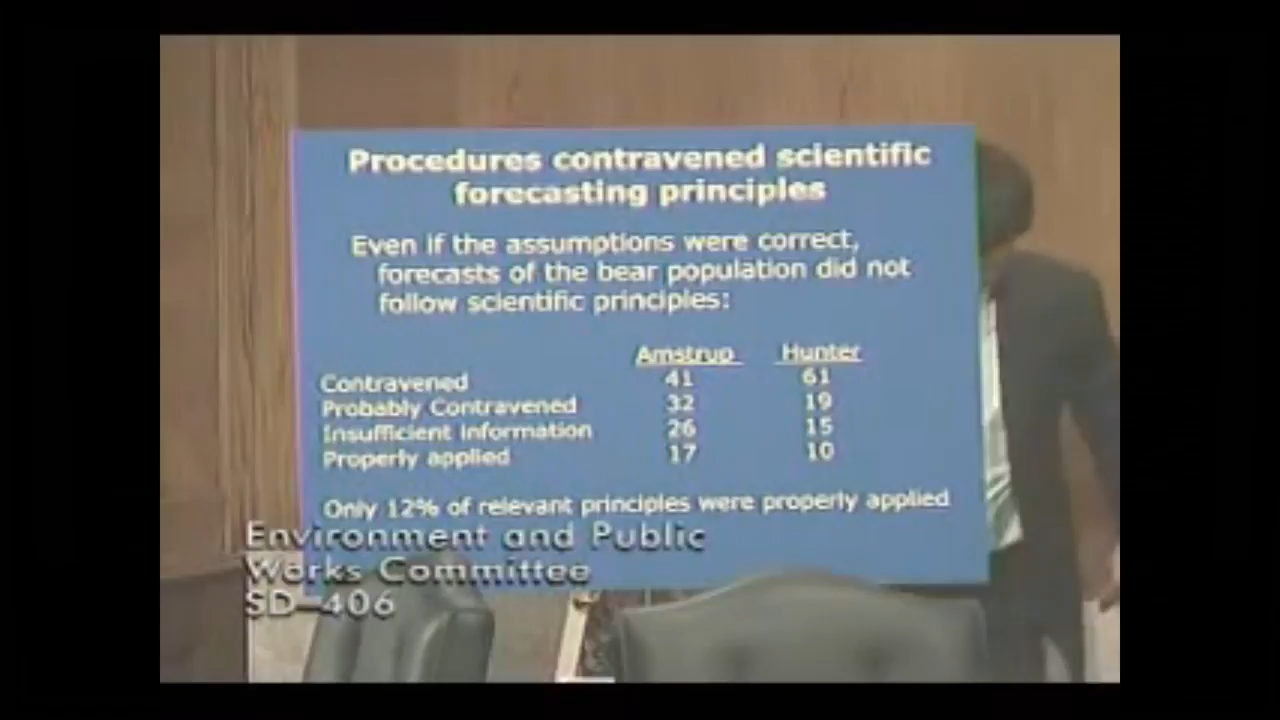 Procedures contravened scientific
forecasting principles
Even if the assumptions were correct,
forecasts of the bear population did not
follow scientific principles:
Amstrup Hunter
Contravened 41 61
Probably Contravened 32 19
Insufficient Information 26 15
Properly applied 17 10
Only 12% of relevant principles were properly applied
Environment and Public
Works Committee
SD-406